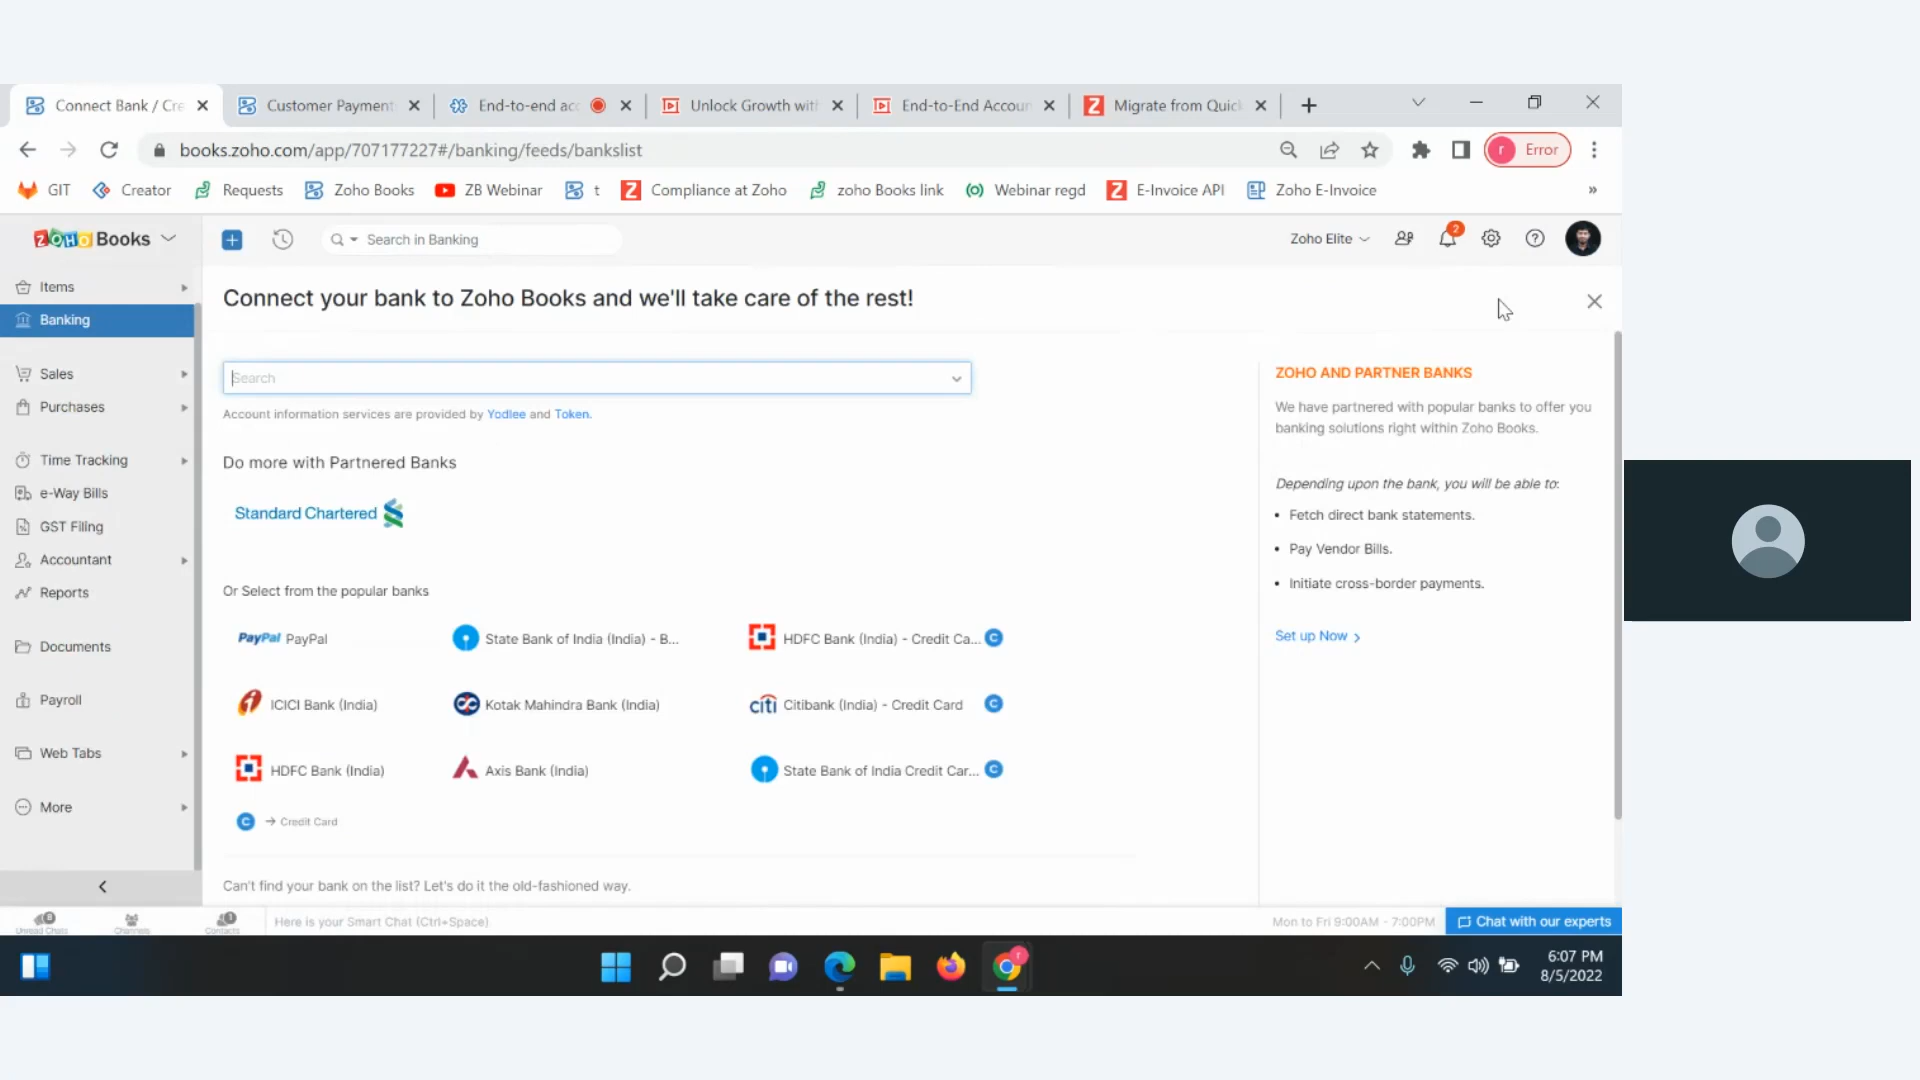 Connect Bank / Cre
Customer Payment
End-to-end acc
Unlock Growth with
End-to-End Accoun
Migrate from Quic
books.zoho.com/app/707177227#/banking/feeds/bankslist
r Error
GIT
Creator
Requests
Zoho Books
ZB Webinar
t
Compliance at Zoho
zoho Books link
Webinar regd
E-Invoice API
Zoho E-Invoice
»
ZOHO Books
Search in Banking
Zoho Elite
2
Items
Banking
Sales
Purchases
Time Tracking
e-Way Bills
GST Filing
Accountant
Reports
Documents
Payroll
Web Tabs
More
Connect your bank to Zoho Books and we'll take care of the rest!
Search
Account information services are provided by Yodlee and Token.
Do more with Partnered Banks
Standard Chartered
Or Select from the popular banks
PayPal PayPal
State Bank of India (India) - B...
HDFC Bank (India) - Credit Ca... C
ICICI Bank (India)
Kotak Mahindra Bank (India)
citi Citibank (India) - Credit Card C
HDFC Bank (India)
Axis Bank (India)
State Bank of India Credit Car... C
C → Credit Card
Can't find your bank on the list? Let's do it the old-fashioned way.
ZOHO AND PARTNER BANKS
We have partnered with popular banks to offer you
banking solutions right within Zoho Books.
Depending upon the bank, you will be able to:
• Fetch direct bank statements.
• Pay Vendor Bills.
• Initiate cross-border payments.
Set up Now
Unread Chats
Channels
Contacts
Here is your Smart Chat (Ctrl+Space)
Mon to Fri 9:00AM - 7:00PM
Chat with our experts
6:07 PM
8/5/2022